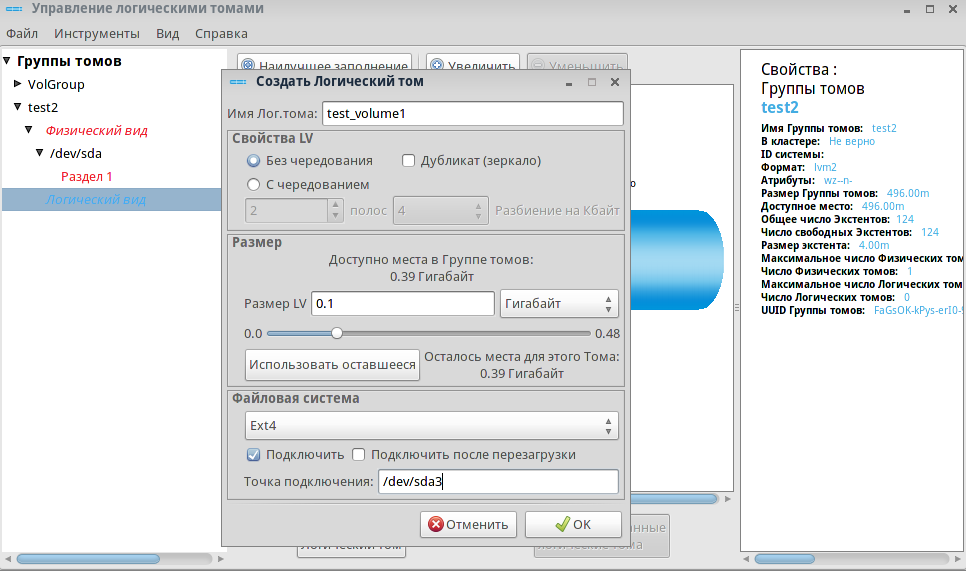 Управление логическими томами
Файл Инструменты Вид Справка
Группы томов
VolGroup
test2
Физический вид
/dev/sda
Раздел 1
Логический вид
Наилучшее заполнение Увеличить Уменьшить
Создать Логический том
Имя Лог.тома: test_volume1
Свойства LV
Без чередования Дубликат (зеркало)
С чередованием
2 полос 4 Разбиение на Кбайт
Размер
Доступно места в Группе томов:
0.39 Гигабайт
Размер LV 0.1 Гигабайт
0.0 0.48
Использовать оставшееся Осталось места для этого Тома:
0.39 Гигабайт
Файловая система
Ext4
Подключить Подключить после перезагрузки
Точка подключения: /dev/sda3
Отменить OK
логический том
Свойства :
Группы томов
test2
Имя Группы томов: test2
В кластере: Не верно
ID системы:
Формат: lvm2
Атрибуты: wz--n-
Размер Группы томов: 496.00m
Доступное место: 496.00m
Общее число Экстентов: 124
Число свободных Экстентов: 124
Размер экстента: 4.00m
Максимальное число Физических том
Число Физических томов: 1
Максимальное число Логических том
Число Логических томов: 0
UUID Группы томов: FaGsOK-kPys-erI0-